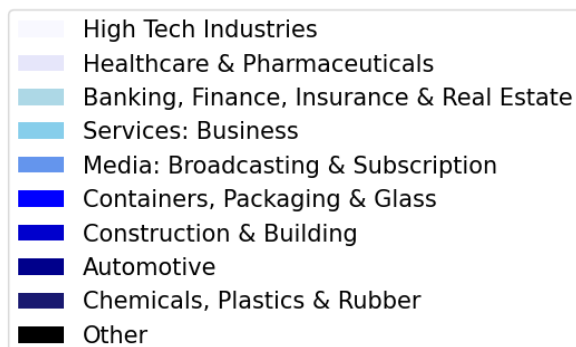 High Tech Industries
Healthcare & Pharmaceuticals
Banking, Finance, Insurance & Real Estate
Services: Business
Media: Broadcasting & Subscription
Containers, Packaging & Glass
Construction & Building
Automotive
Chemicals, Plastics & Rubber
Other